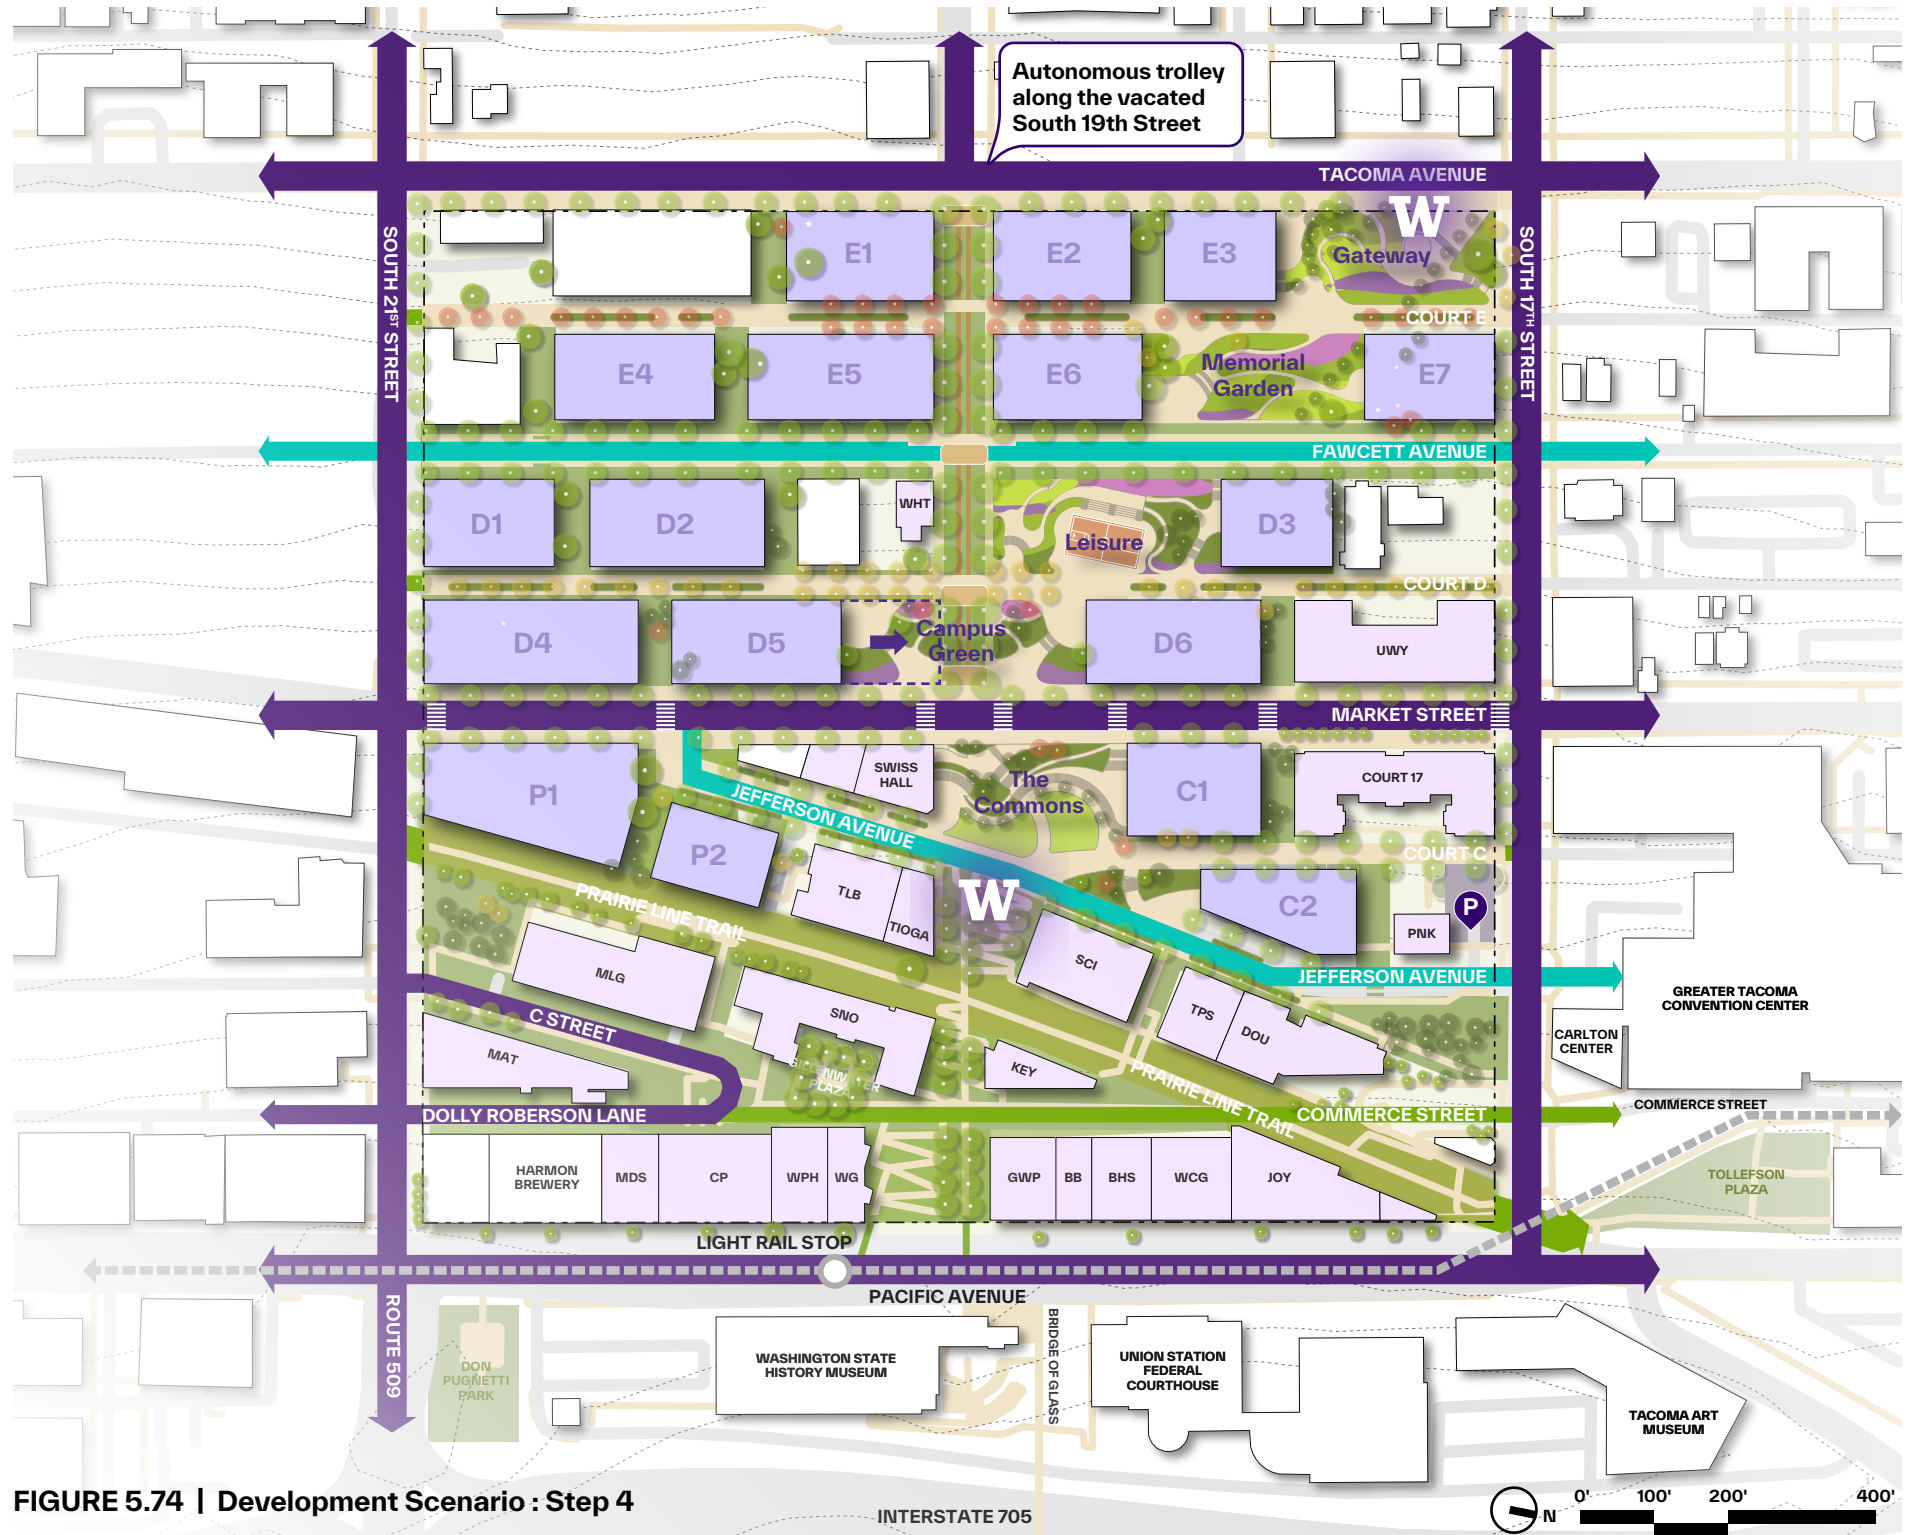 Autonomous trolley
along the vacated
South 19th Street
TACOMA AVENUE
W
Gateway
SOUTH 21ST STREET
SOUTH 17TH STREET
E1
E2
E3
COURT E
E4
E5
E6
Memorial
Garden
E7
FAWCETT AVENUE
D1
D2
WHT
Leisure
D3
COURT D
D4
D5
Campus
Green
D6
UWY
MARKET STREET
P1
SWISS
HALL
The
Commons
C1
COURT 17
JEFFERSON AVENUE
P2
COURT C
TLB
TIOGA
W
C2
P
PNK
PRAIRIE LINE TRAIL
MLG
SCI
JEFFERSON AVENUE
GREATER TACOMA
CONVENTION CENTER
C STREET
SNO
TPS
DOU
CARLTON
CENTER
MAT
KEY
PRAIRIE LINE TRAIL
DOLLY ROBERSON LANE
COMMERCE STREET
COMMERCE STREET
HARMON
BREWERY
MDS
CP
WPH
WG
GWP
BB
BHS
WCG
JOY
TOLLEFSON
PLAZA
LIGHT RAIL STOP
PACIFIC AVENUE
ROUTE 509
DON
PUGNETTI
PARK
WASHINGTON STATE
HISTORY MUSEUM
BRIDGE OF GLASS
UNION STATION
FEDERAL
COURTHOUSE
TACOMA ART
MUSEUM
FIGURE 5.74 | Development Scenario : Step 4
INTERSTATE 705
N
0' 100' 200' 400'